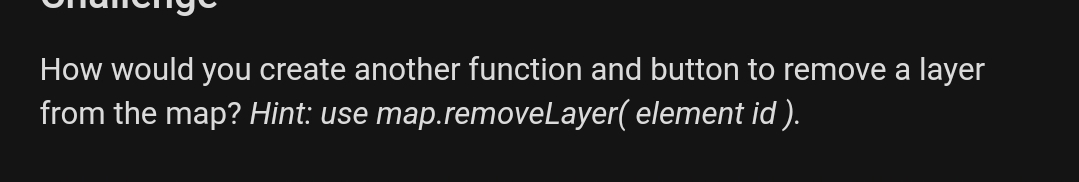 Challenge
How would you create another function and button to remove a layer
from the map? Hint: use map.removeLayer( element id ).